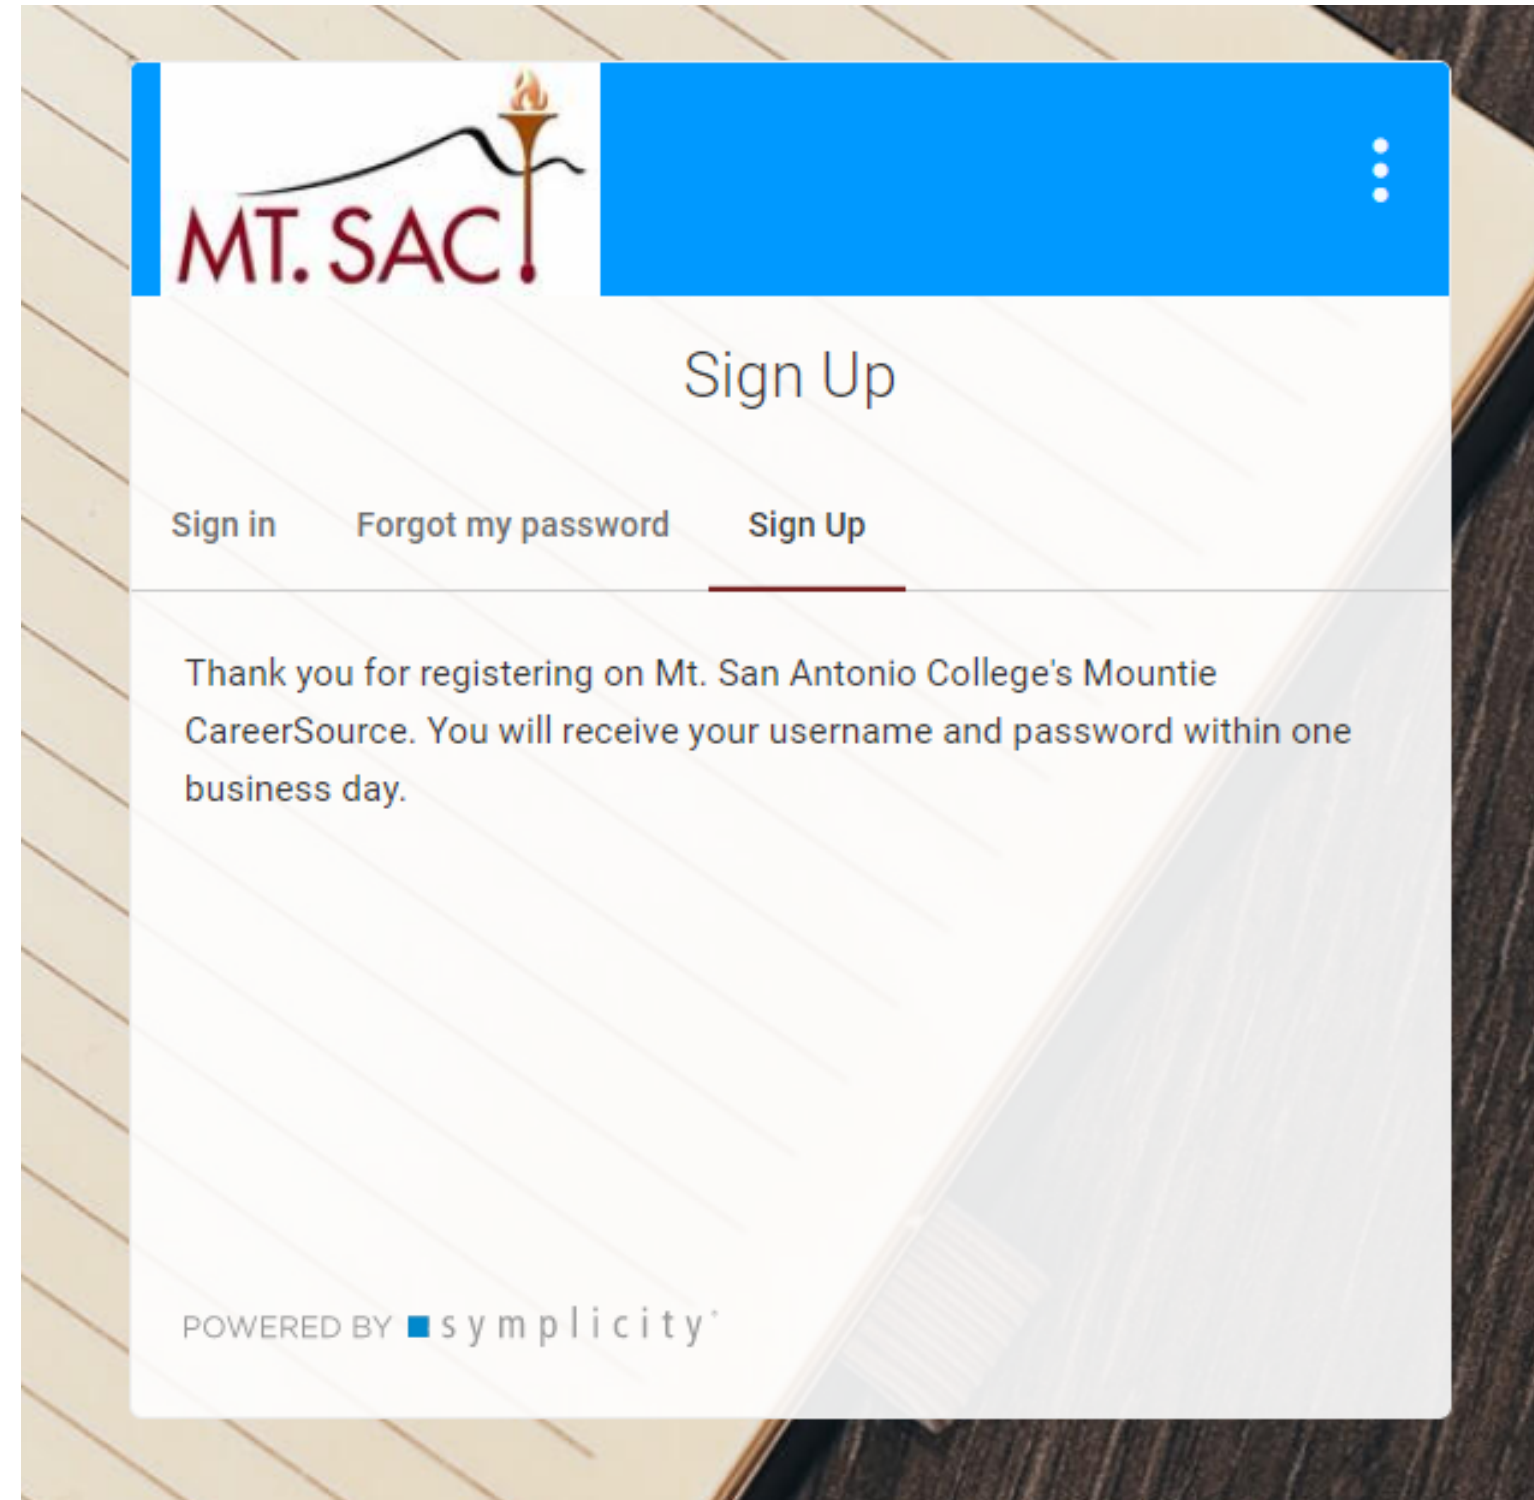 MT. SAC
Sign Up
Sign in Forgot my password Sign Up
Thank you for registering on Mt. San Antonio College's Mountie
CareerSource. You will receive your username and password within one
business day.
POWERED BY symplicity